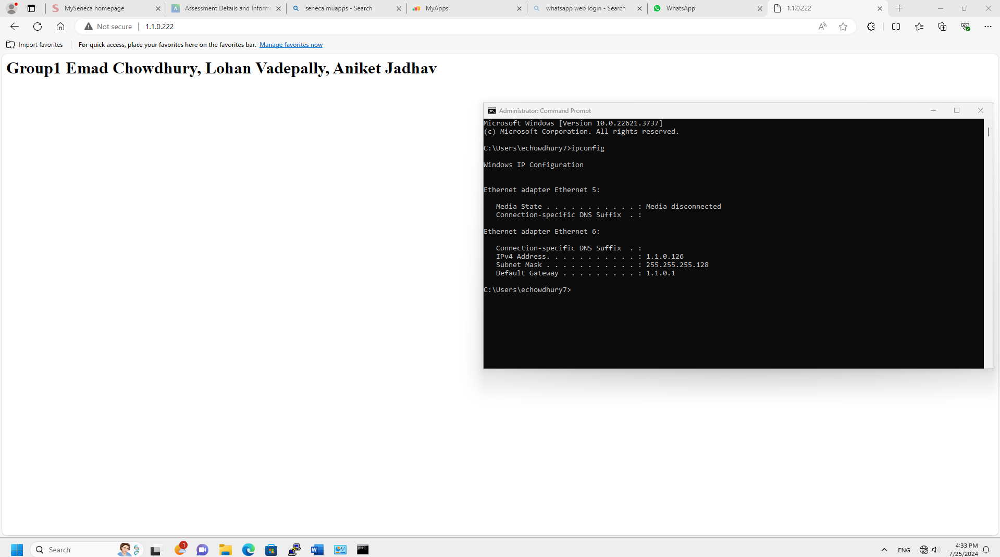 MySeneca homepage
Assessment Details and Informa
seneca muapps - Search
MyApps
whatsapp web login - Search
WhatsApp
1.1.0.222
Not secure
1.1.0.222
Import favorites
For quick access, place your favorites here on the favorites bar. Manage favorites now
Group1 Emad Chowdhury, Lohan Vadepally, Aniket Jadhav
Administrator: Command Prompt
Microsoft Windows [Version 10.0.22621.3737]
(c) Microsoft Corporation. All rights reserved.
C:\Users\echowdhury7>ipconfig
Windows IP Configuration
Ethernet adapter Ethernet 5:
Media State . . . . . . . . . . . : Media disconnected
Connection-specific DNS Suffix  . :
Ethernet adapter Ethernet 6:
Connection-specific DNS Suffix  . :
IPv4 Address. . . . . . . . . . . : 1.1.0.126
Subnet Mask . . . . . . . . . . . : 255.255.255.128
Default Gateway . . . . . . . . . : 1.1.0.1
C:\Users\echowdhury7>
Search
1
ENG
4:33 PM
7/25/2024